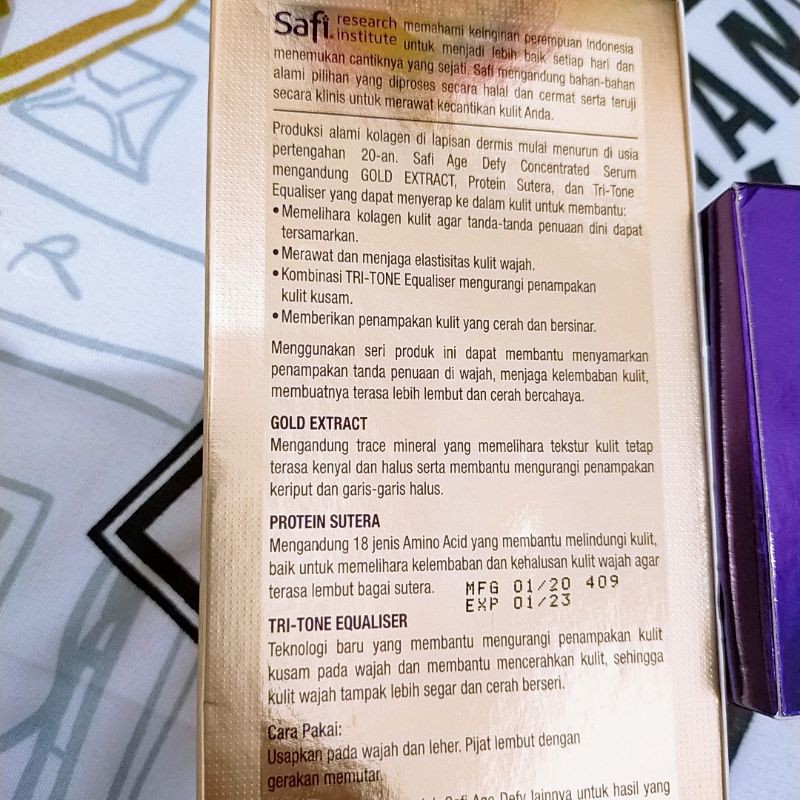 Safi research institute memahami keinginan perempuan Indonesia
untuk menjadi lebih baik setiap hari dan
menemukan cantiknya yang sejati. Safi mengandung bahan-bahan
alami pilihan yang diproses secara halal dan cermat serta teruji
secara klinis untuk merawat kecantikan kulit Anda.
Produksi alami kolagen di lapisan dermis mulai menurun di usia
pertengahan 20-an. Safi Age Defy Concentrated Serum
mengandung GOLD EXTRACT, Protein Sutera, dan Tri-Tone
Equaliser yang dapat menyerap ke dalam kulit untuk membantu:
• Memelihara kolagen kulit agar tanda-tanda penuaan dini dapat
tersamarkan.
• Merawat dan menjaga elastisitas kulit wajah.
• Kombinasi TRI-TONE Equaliser mengurangi penampakan
kulit kusam.
• Memberikan penampakan kulit yang cerah dan bersinar.
Menggunakan seri produk ini dapat membantu menyamarkan
penampakan tanda penuaan di wajah, menjaga kelembaban kulit,
membuatnya terasa lebih lembut dan cerah bercahaya.
GOLD EXTRACT
Mengandung trace mineral yang memelihara tekstur kulit tetap
terasa kenyal dan halus serta membantu mengurangi penampakan
keriput dan garis-garis halus.
PROTEIN SUTERA
Mengandung 18 jenis Amino Acid yang membantu melindungi kulit,
baik untuk memelihara kelembaban dan kehalusan kulit wajah agar
terasa lembut bagai sutera.
MFG 01/20 409
EXP 01/23
TRI-TONE EQUALISER
Teknologi baru yang membantu mengurangi penampakan kulit
kusam pada wajah dan membantu mencerahkan kulit, sehingga
kulit wajah tampak lebih segar dan cerah berseri.
Cara Pakai:
Usapkan pada wajah dan leher. Pijat lembut dengan
gerakan memutar.
Safi Age Defy lainnya untuk hasil yang